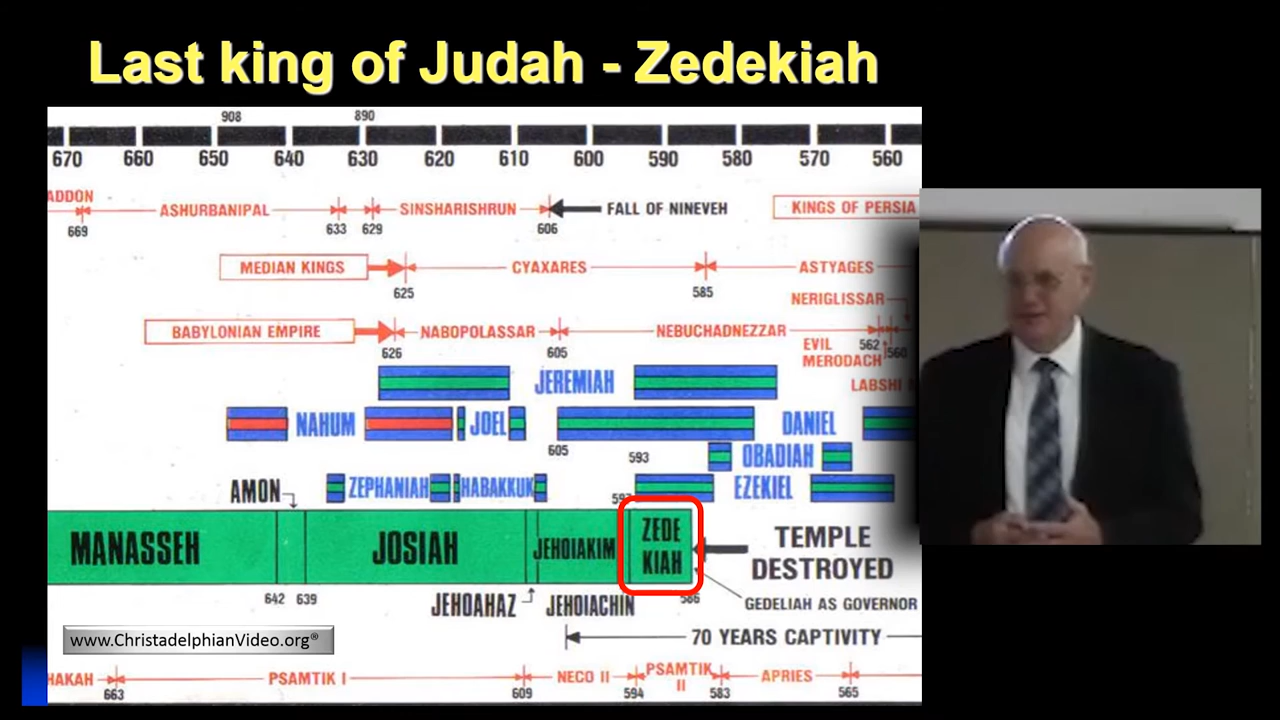 Last king of Judah - Zedekiah
908 890
670 660 650 640 630 620 610 600 590 580 570 560
ADDON
ASHURBANIPAL SINSHARISHRUN FALL OF NINEVEH KINGS OF PERSIA
669 633 629 606
MEDIAN KINGS CYAXARES ASTYAGES
625 585
NERIGLISSAR
BABYLONIAN EMPIRE NABOPOLASSAR NEBUCHADNEZZAR
626 605 562 560
EVIL
MERODACH
JEREMIAH
LABSHI
NAHUM JOEL DANIEL
605 593
OBADIAH
AMON ZEPHANIAH HABAKKUK EZEKIEL
MANASSEH JOSIAH JEHOIAKIM ZEDE
KIAH
TEMPLE
DESTROYED
642 639 586
JEHOAHAZ JEHOIACHIN GEDELIAH AS GOVERNOR
www.ChristadelphianVideo.org®
70 YEARS CAPTIVITY
HAKAH PSAMTIK I NECO II PSAMTIK
II APRIES
663 609 594 583 565